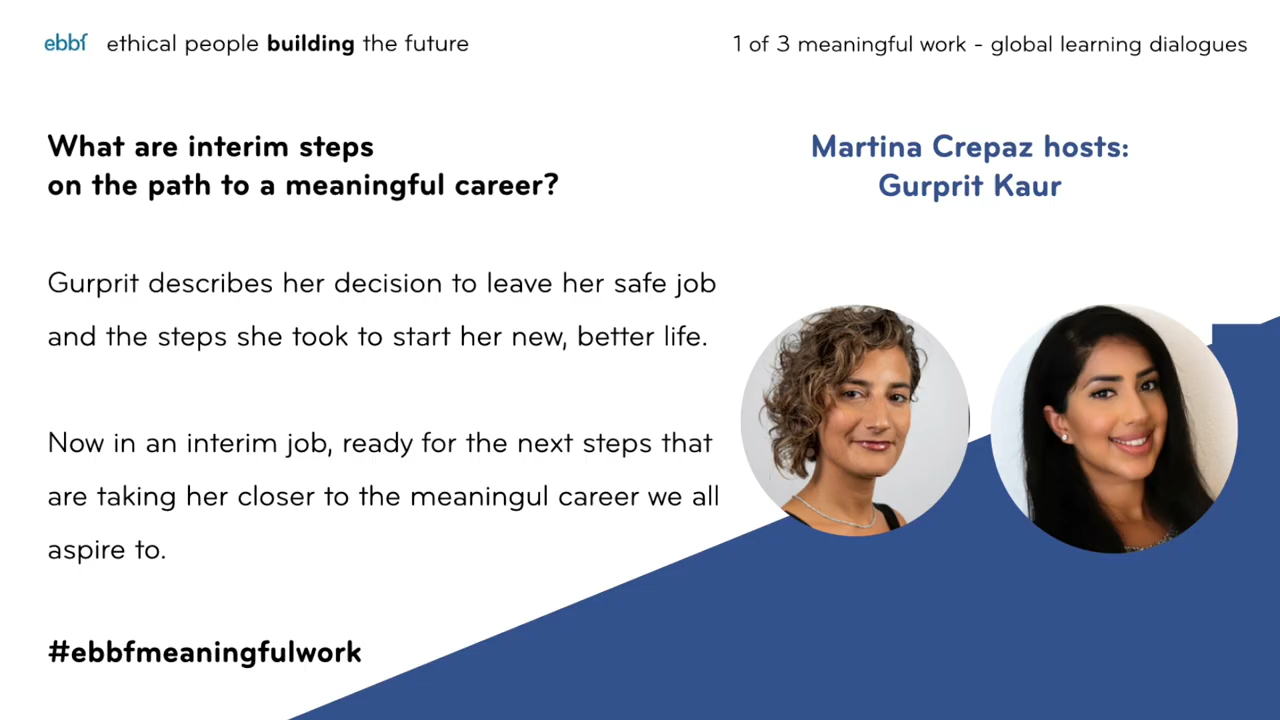 ebbf ethical people building the future
1 of 3 meaningful work - global learning dialogues
What are interim steps
on the path to a meaningful career?
Martina Crepaz hosts:
Gurprit Kaur
Gurprit describes her decision to leave her safe job
and the steps she took to start her new, better life.
Now in an interim job, ready for the next steps that
are taking her closer to the meaningul career we all
aspire to.
#ebbfmeaningfulwork